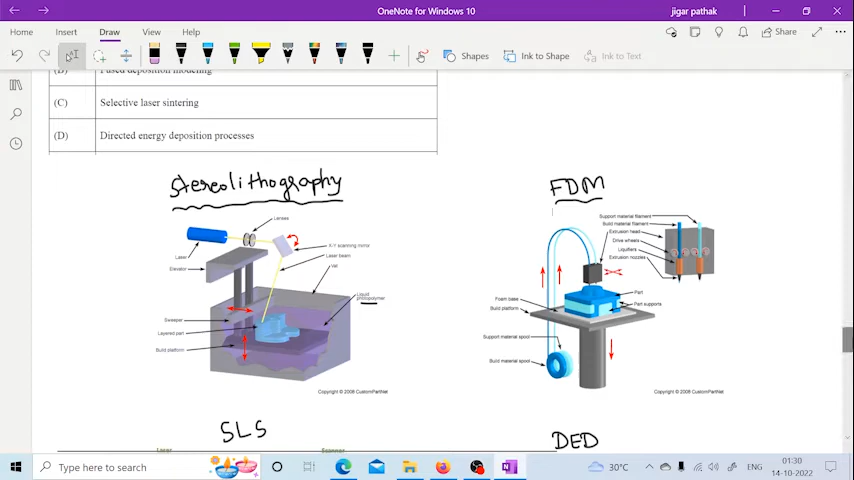 OneNote for Windows 10
jigar pathak
Home Insert Draw View Help
Share
Shapes Ink to Shape Ink to Text
(B) Fused deposition modeling
(C) Selective laser sintering
(D) Directed energy deposition processes
Stereolithography
FDM
Lenses
X-Y scanning mirror
Laser beam
Laser
Elevator
Vat
Liquid
photopolymer
Sweeper
Layered part
Build platform
Copyright © 2008 CustomPartNet
Support material filament
Build material filament
Extrusion head
Drive wheels
Liquifiers
Extrusion nozzles
Part
Part supports
Foam base
Build platform
Support material spool
Build material spool
Copyright © 2008 CustomPartNet
SLS
DED
Laser
Scanner
Type here to search
30°C
ENG
01:30
14-10-2022